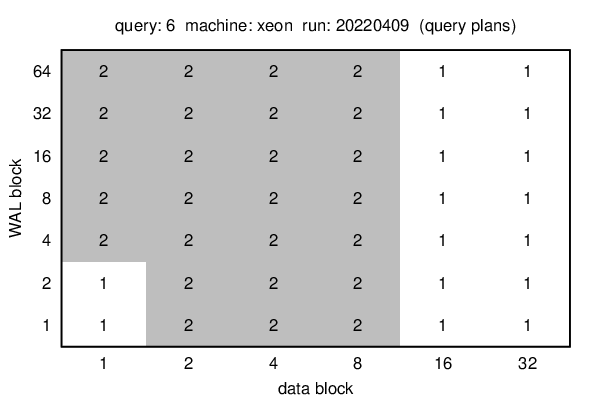 query: 6  machine: xeon  run: 20220409  (query plans)
64 2 2 2 2 1 1
32 2 2 2 2 1 1
16 2 2 2 2 1 1
8 2 2 2 2 1 1
4 2 2 2 2 1 1
2 1 2 2 2 1 1
1 1 2 2 2 1 1
1 2 4 8 16 32
data block
WAL block